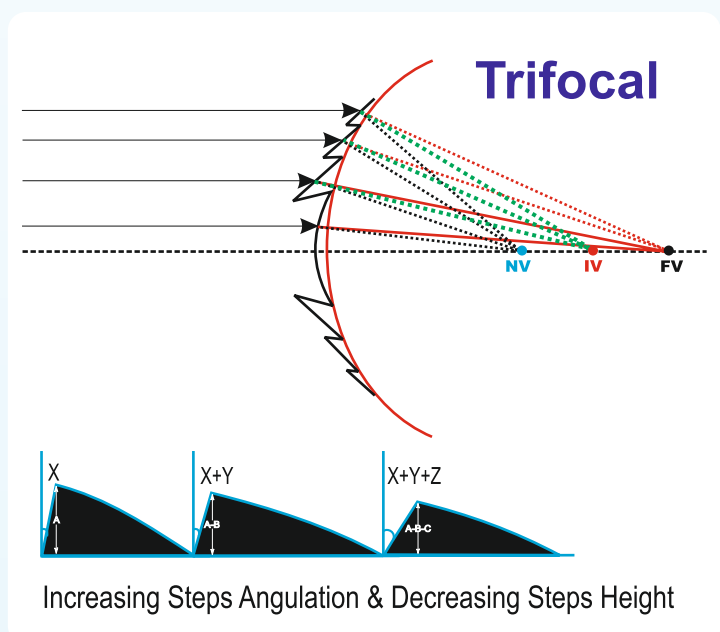 Trifocal
NV IV FV
X X+Y X+Y+Z
A A-B A-B-C
Increasing Steps Angulation & Decreasing Steps Height